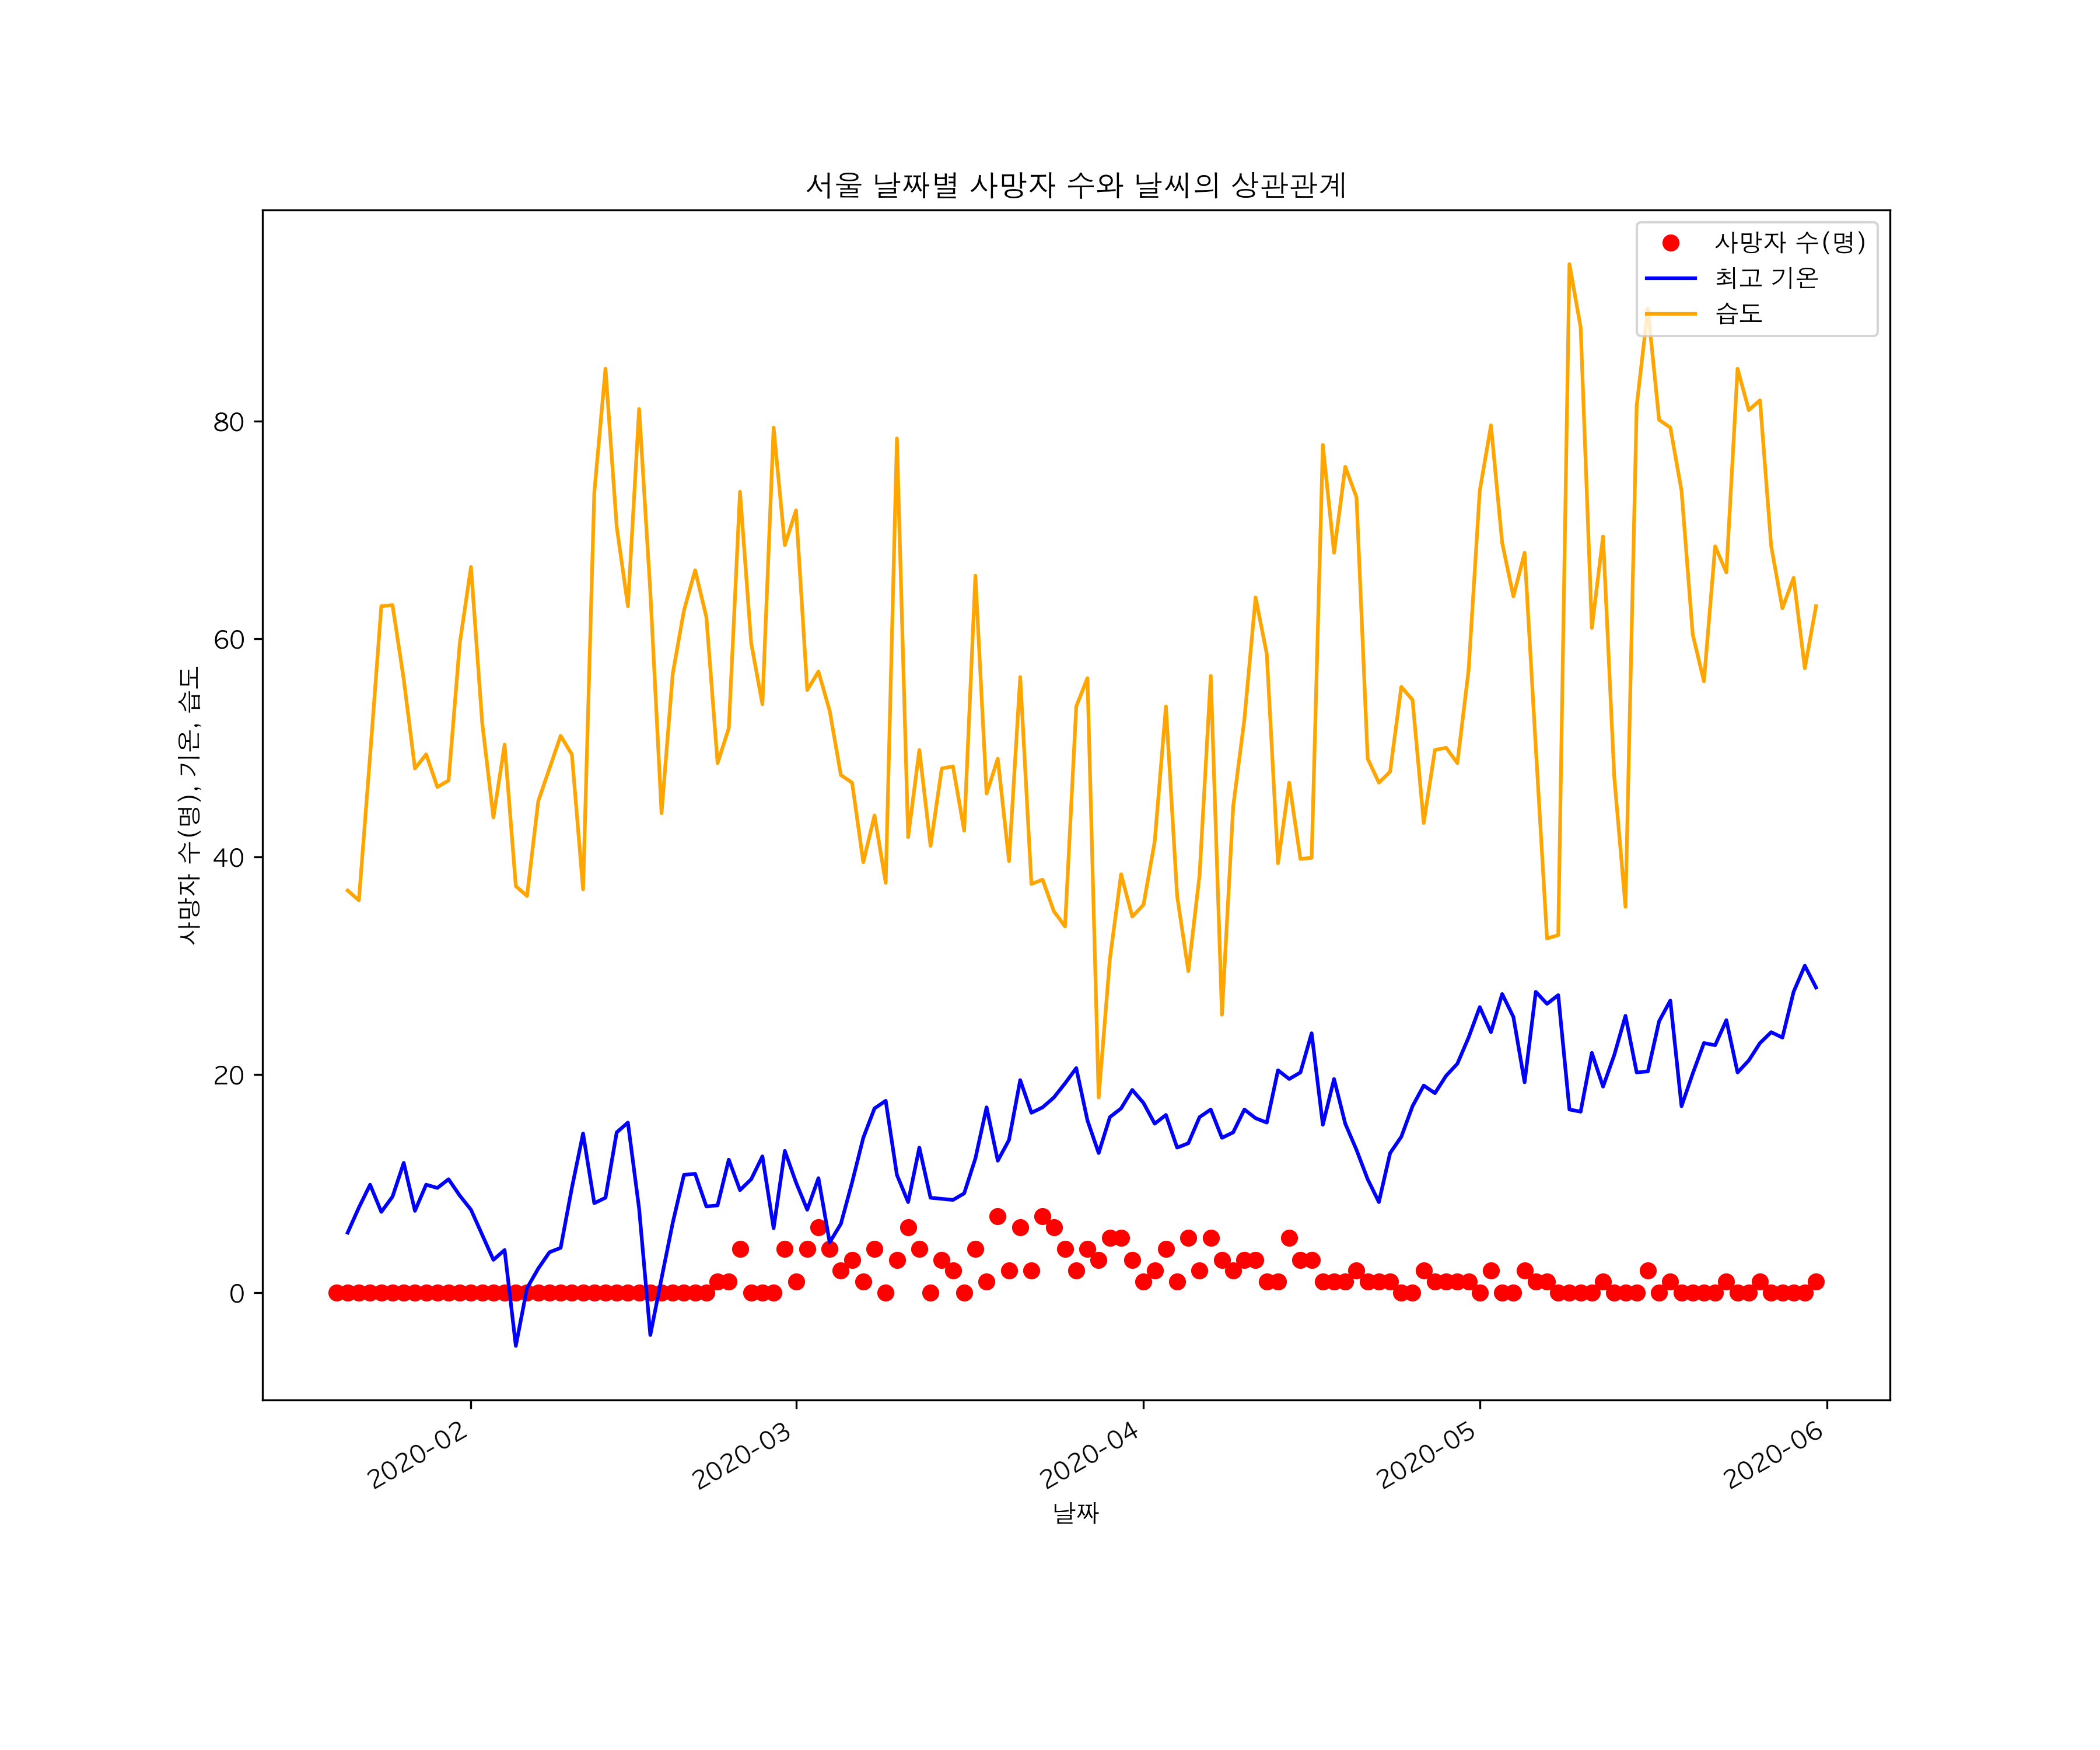 서울 날짜별 사망자 수와 날씨의 상관관계
사망자 수(명)
최고 기온
습도
사망자 수(명), 기온, 습도
80
60
40
20
0
2020-02
2020-03
2020-04
2020-05
2020-06
날짜